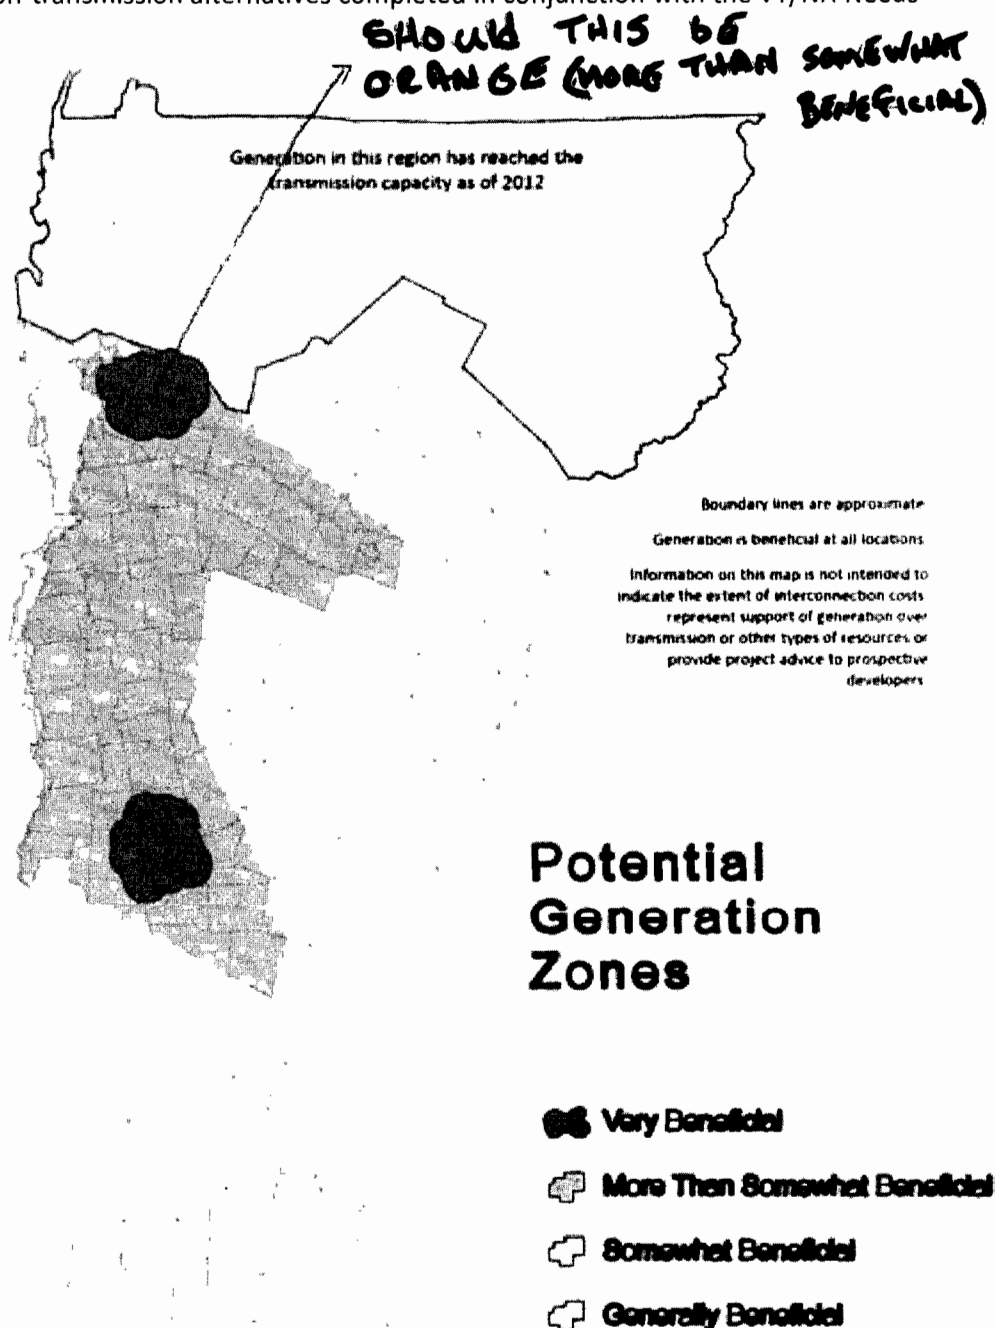 on-transmission alternatives completed in conjunction with the VT/NH Needs
SHOULD THIS BE
ORANGE (MORE THAN SOMEWHAT
BENEFICIAL)
Generation in this region has reached the
transmission capacity as of 2012
Boundary lines are approximate
Generation is beneficial at all locations
Information on this map is not intended to
indicate the extent of interconnection costs
represent support of generation over
transmission or other types of resources or
provide project advice to prospective
developers
Potential
Generation
Zones
Very Beneficial
More Than Somewhat Beneficial
Somewhat Beneficial
Generally Beneficial